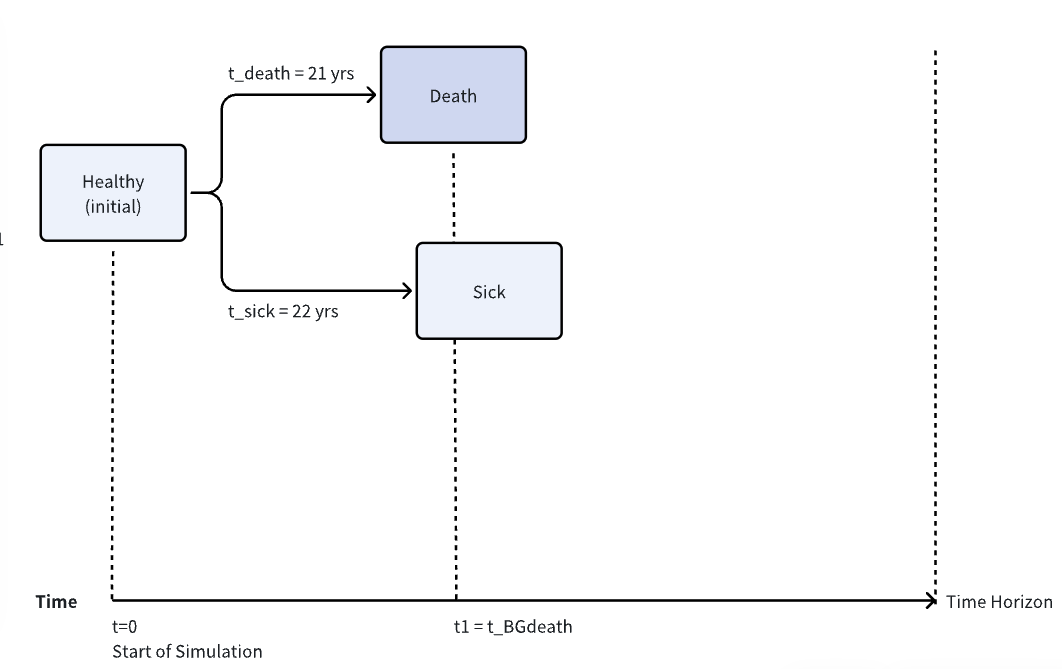 t_death = 21 yrs
Death
Healthy
(initial)
Sick
t_sick = 22 yrs
Time
Time Horizon
t=0
t1 = t_BGdeath
Start of Simulation